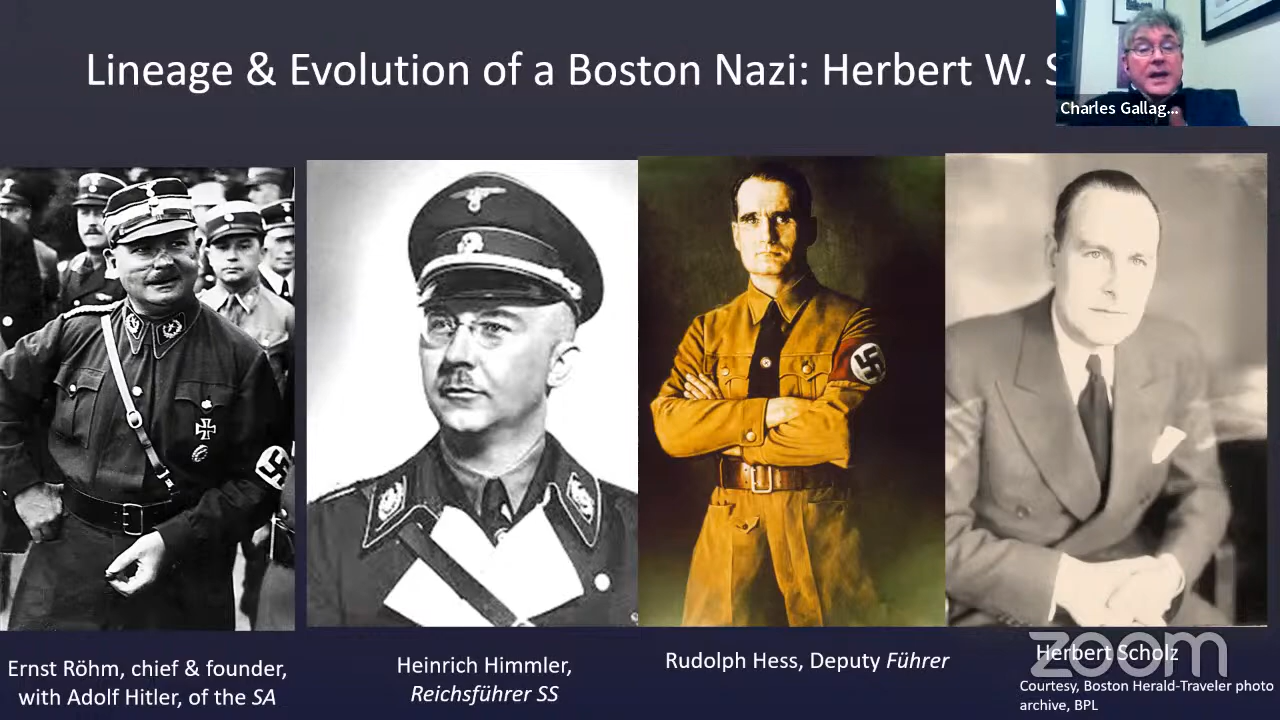 Lineage & Evolution of a Boston Nazi: Herbert W.
Charles Gallag...
Ernst Röhm, chief & founder,
with Adolf Hitler, of the SA
Heinrich Himmler,
Reichsführer SS
Rudolph Hess, Deputy Führer
Herbert Scholz
zoom
Courtesy, Boston Herald-Traveler photo
archive, BPL